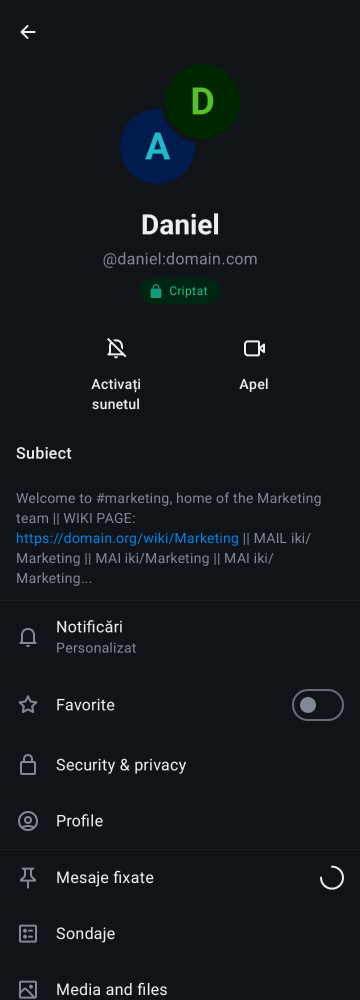 D
A
Daniel
@daniel:domain.com
Criptat
Activați
sunetul
Apel
Subiect
Welcome to #marketing, home of the Marketing
team || WIKI PAGE:
https://domain.org/wiki/Marketing || MAIL iki/
Marketing || MAI iki/Marketing || MAI iki/
Marketing...
Notificări
Personalizat
Favorite
Security & privacy
Profile
Mesaje fixate
Sondaje
Media and files